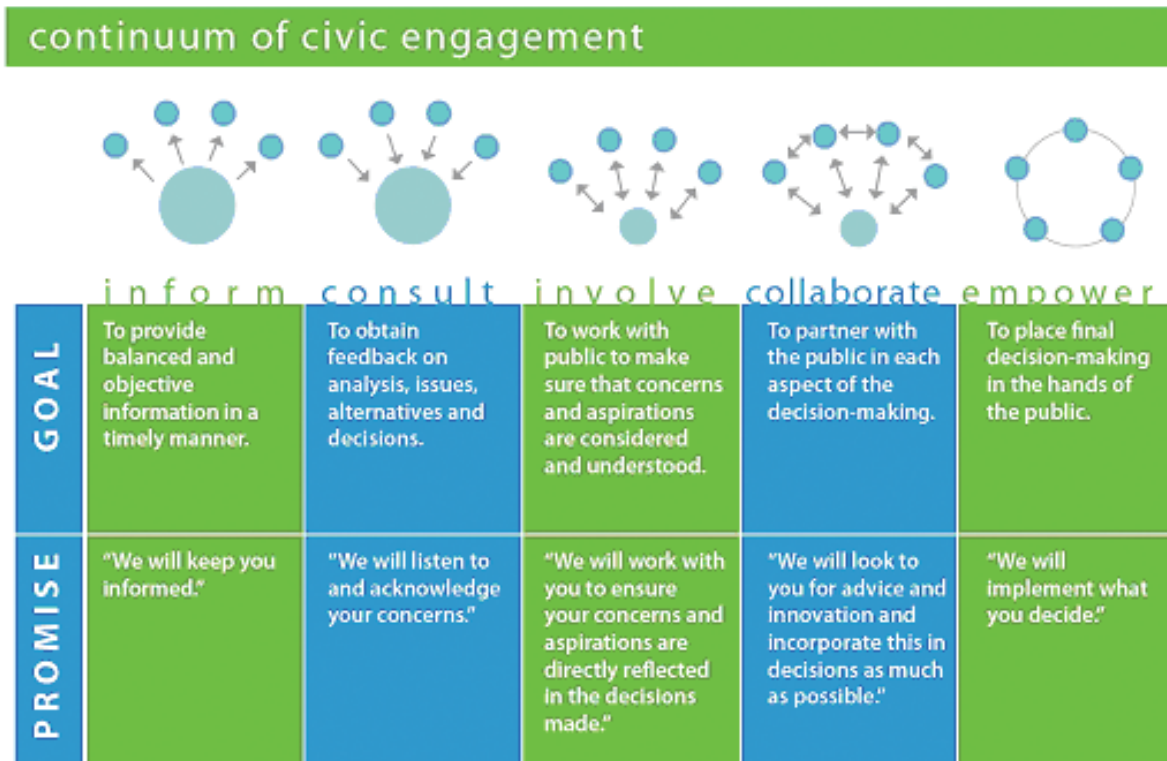 continuum of civic engagement
inform
consult
involve
collaborate
empower
GOAL
To provide
balanced and
objective
information in a
timely manner.
To obtain
feedback on
analysis, issues,
alternatives and
decisions.
To work with
public to make
sure that concerns
and aspirations
are considered
and understood.
To partner with
the public in each
aspect of the
decision-making.
To place final
decision-making
in the hands of
the public.
PROMISE
“We will keep you
informed.”
“We will listen to
and acknowledge
your concerns.”
“We will work with
you to ensure
your concerns and
aspirations are
directly reflected
in the decisions
made.”
“We will look to
you for advice and
innovation and
incorporate this in
decisions as much
as possible.”
“We will
implement what
you decide.”